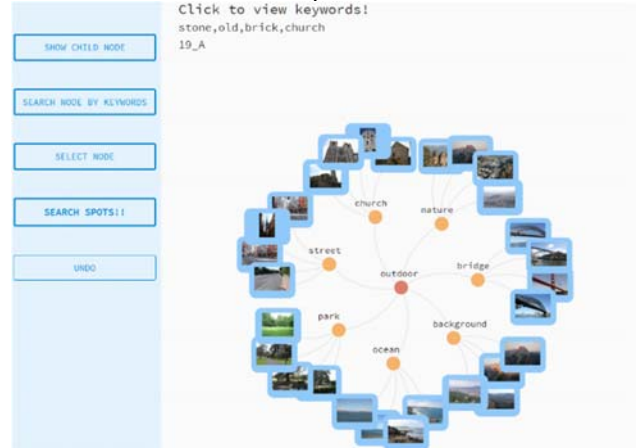 Click to view keywords!
stone,old,brick,church
19_A
SHOW CHILD NODE
SEARCH NODE BY KEYWORDS
SELECT NODE
SEARCH SPOTS!!
UNDO
church
nature
street
bridge
outdoor
park
background
ocean